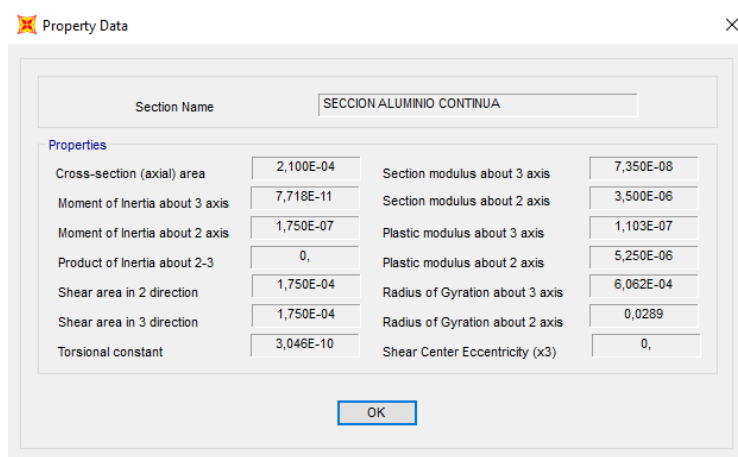 Property Data
Section Name SECCION ALUMINIO CONTINUA
Properties
Cross-section (axial) area 2,100E-04 Section modulus about 3 axis 7,350E-08
Moment of Inertia about 3 axis 7,718E-11 Section modulus about 2 axis 3,500E-06
Moment of Inertia about 2 axis 1,750E-07 Plastic modulus about 3 axis 1,103E-07
Product of Inertia about 2-3 0, Plastic modulus about 2 axis 5,250E-06
Shear area in 2 direction 1,750E-04 Radius of Gyration about 3 axis 6,062E-04
Shear area in 3 direction 1,750E-04 Radius of Gyration about 2 axis 0,0289
Torsional constant 3,046E-10 Shear Center Eccentricity (x3) 0,
OK